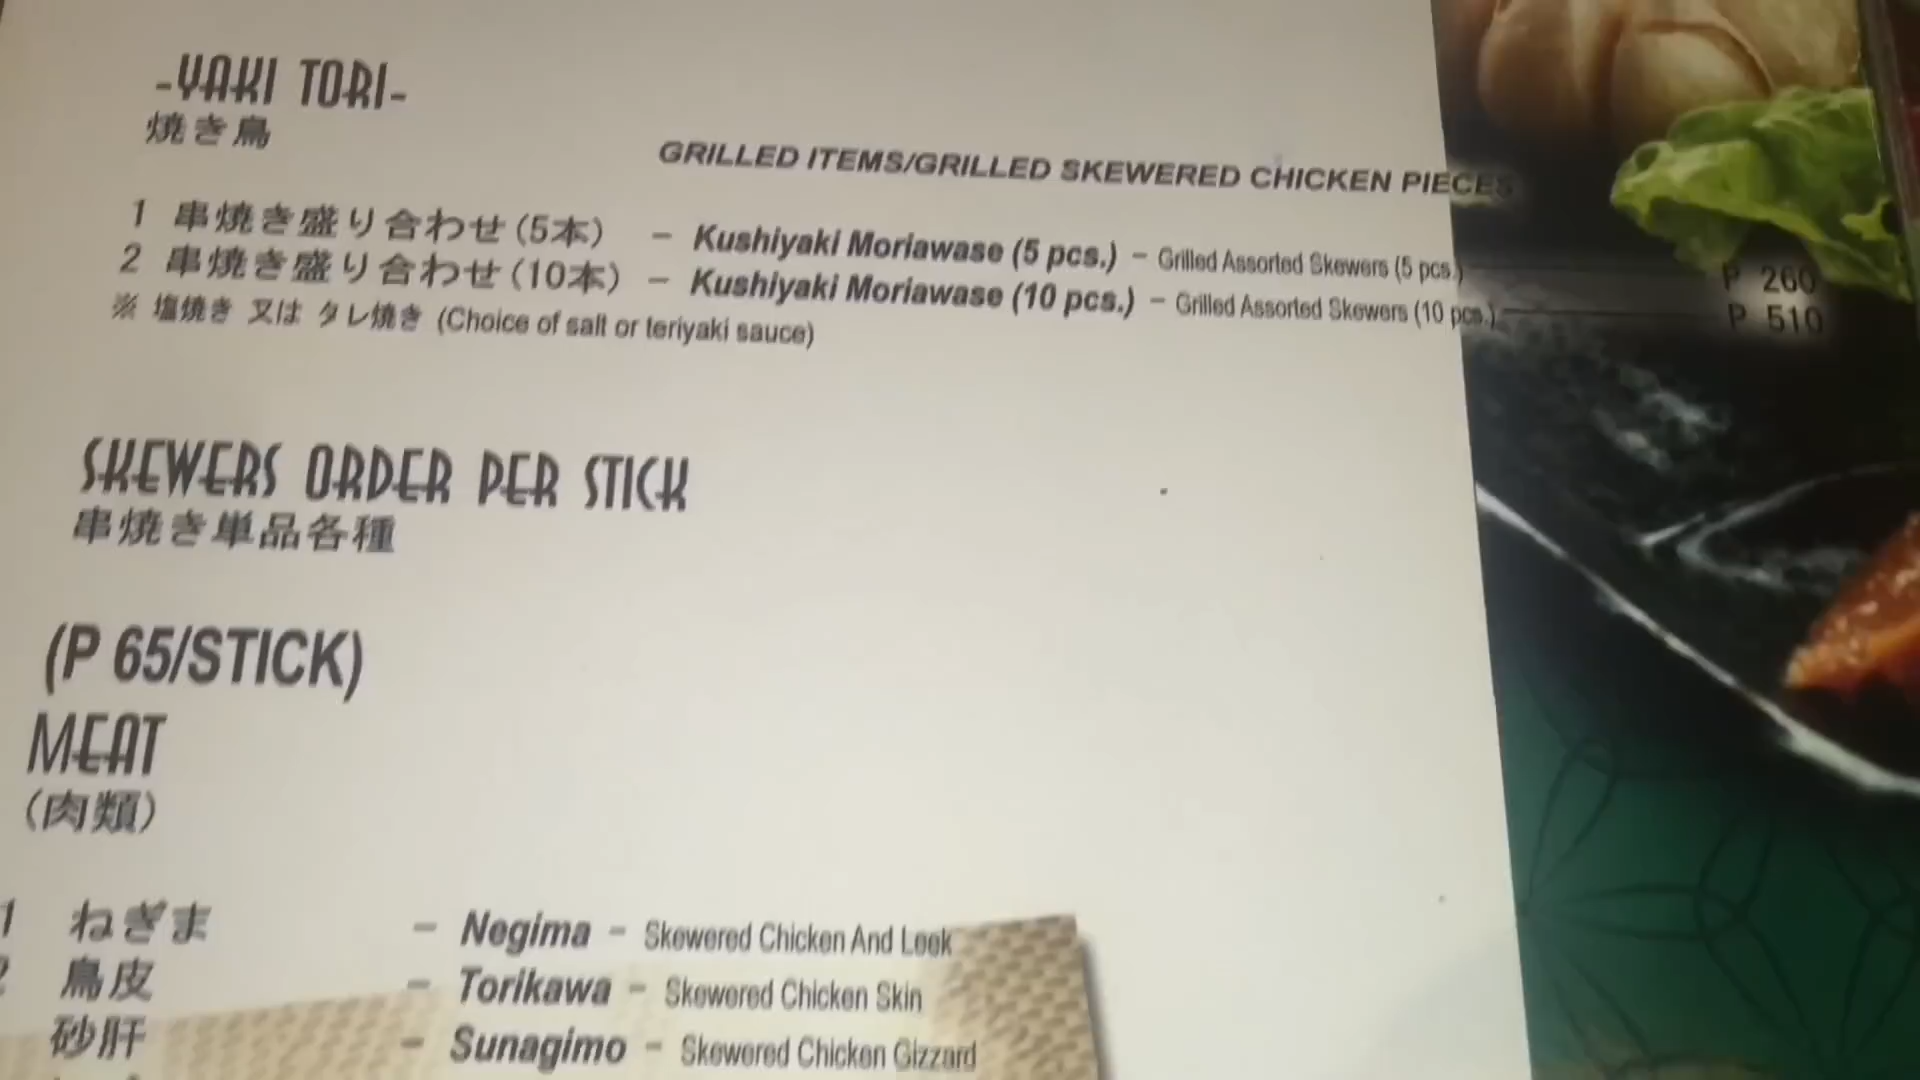 -YAKI TORI-
焼き鳥
GRILLED ITEMS/GRILLED SKEWERED CHICKEN PIECES
1 串焼き盛り合わせ(5本) - Kushiyaki Moriawase (5 pcs.) - Grilled Assorted Skewers (5 pcs.) P 260
2 串焼き盛り合わせ(10本) - Kushiyaki Moriawase (10 pcs.) - Grilled Assorted Skewers (10 pcs.) P 510
※ 塩焼き 又は タレ焼き (Choice of salt or teriyaki sauce)
SKEWERS ORDER PER STICK
串焼き単品各種
(P 65/STICK)
MEAT
(肉類)
1 ねぎま - Negima - Skewered Chicken And Leek
2 鳥皮 - Torikawa - Skewered Chicken Skin
砂肝 - Sunagimo - Skewered Chicken Gizzard